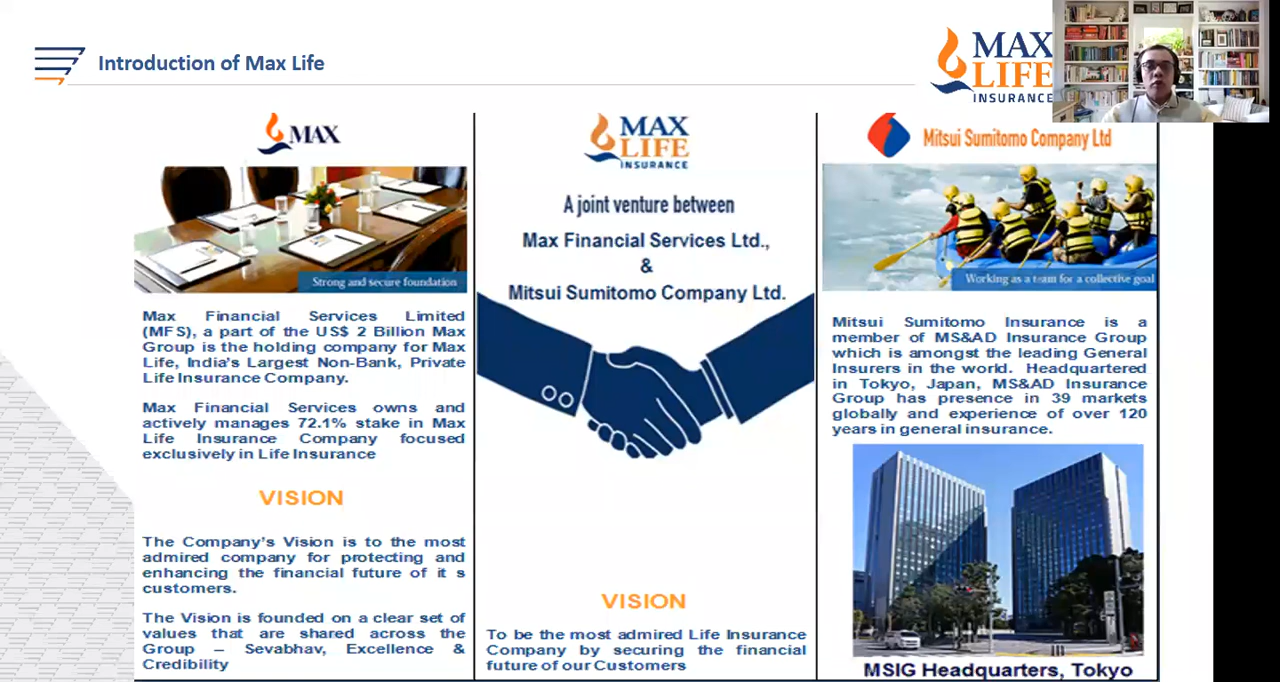 Introduction of Max Life
MAX
LIFE
INSURANCE
MAX
Strong and secure foundation
Max Financial Services Limited
(MFS), a part of the US$ 2 Billion Max
Group is the holding company for Max
Life, India's Largest Non-Bank, Private
Life Insurance Company.
Max Financial Services owns and
actively manages 72.1% stake in Max
Life Insurance Company focused
exclusively in Life Insurance
VISION
The Company's Vision is to the most
admired company for protecting and
enhancing the financial future of it s
customers.
The Vision is founded on a clear set of
values that are shared across the
Group – Sevabhav, Excellence &
Credibility
MAX
LIFE
INSURANCE
A joint venture between
Max Financial Services Ltd.,
&
Mitsui Sumitomo Company Ltd.
VISION
To be the most admired Life Insurance
Company by securing the financial
future of our Customers
Mitsui Sumitomo Company Ltd
Working as a team for a collective goal
Mitsui Sumitomo Insurance is a
member of MS&AD Insurance Group
which is amongst the leading General
Insurers in the world. Headquartered
in Tokyo, Japan, MS&AD Insurance
Group has presence in 39 markets
globally and experience of over 120
years in general insurance.
MSIG Headquarters, Tokyo